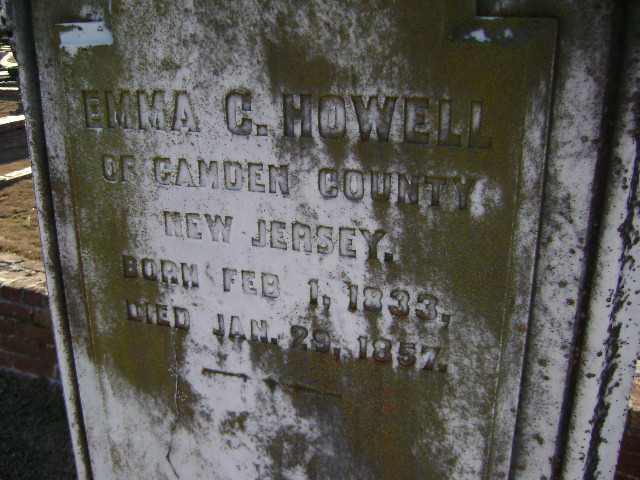 EMMA C. HOWELL
OF CAMDEN COUNTY
NEW JERSEY.
BORN FEB 1, 1833,
DIED JAN. 29, 1857.